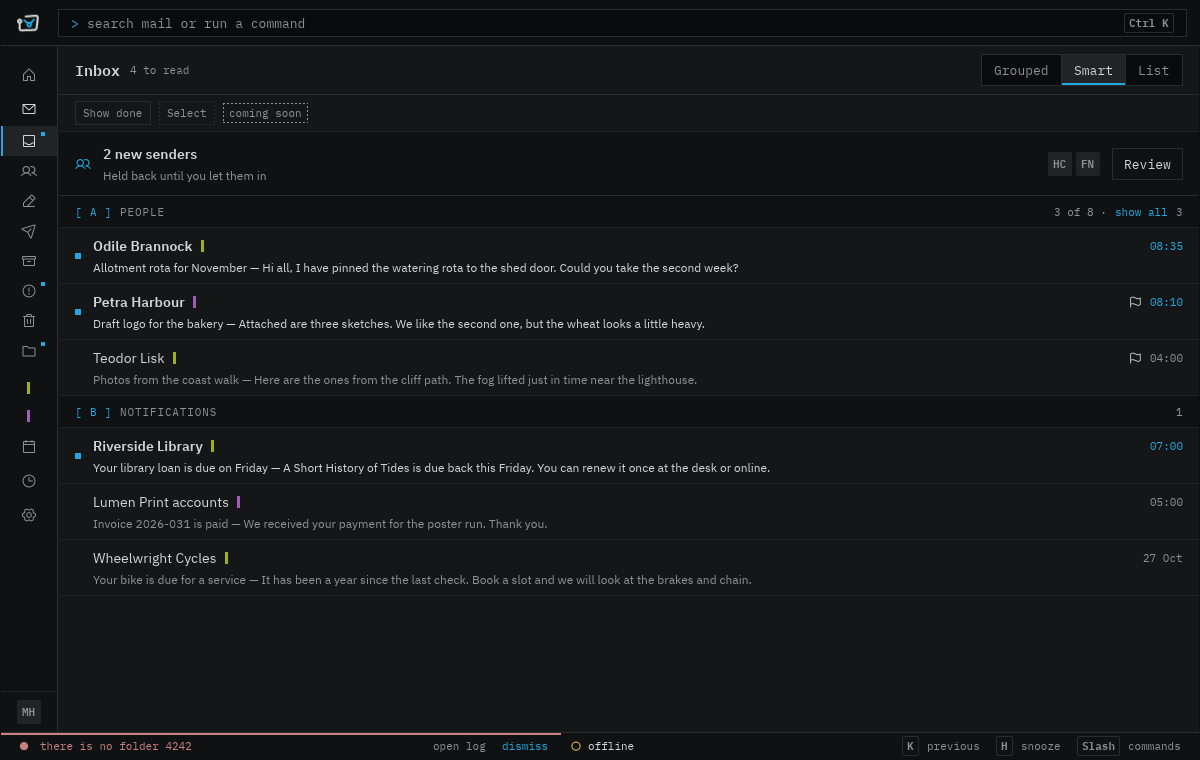 > search mail or run a command Ctrl K
Inbox 4 to read Grouped Smart List
Show done Select coming soon
2 new senders
Held back until you let them in
HC FN Review
[ A ] PEOPLE 3 of 8 · show all 3
Odile Brannock 08:35
Allotment rota for November — Hi all, I have pinned the watering rota to the shed door. Could you take the second week?
Petra Harbour 08:10
Draft logo for the bakery — Attached are three sketches. We like the second one, but the wheat looks a little heavy.
Teodor Lisk 04:00
Photos from the coast walk — Here are the ones from the cliff path. The fog lifted just in time near the lighthouse.
[ B ] NOTIFICATIONS 1
Riverside Library 07:00
Your library loan is due on Friday — A Short History of Tides is due back this Friday. You can renew it once at the desk or online.
Lumen Print accounts 05:00
Invoice 2026-031 is paid — We received your payment for the poster run. Thank you.
Wheelwright Cycles 27 Oct
Your bike is due for a service — It has been a year since the last check. Book a slot and we will look at the brakes and chain.
MH
there is no folder 4242 open log dismiss offline K previous H snooze Slash commands